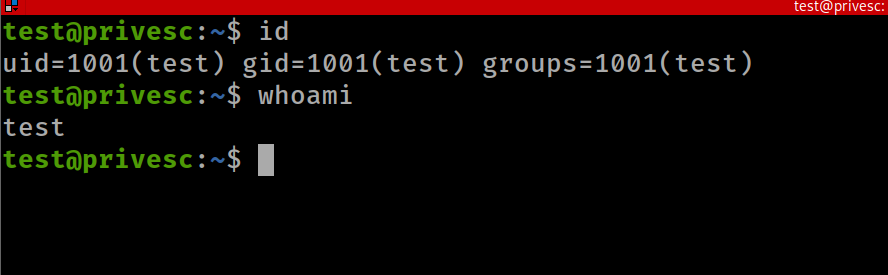 test@privesc:
test@privesc:~$ id
uid=1001(test) gid=1001(test) groups=1001(test)
test@privesc:~$ whoami
test
test@privesc:~$